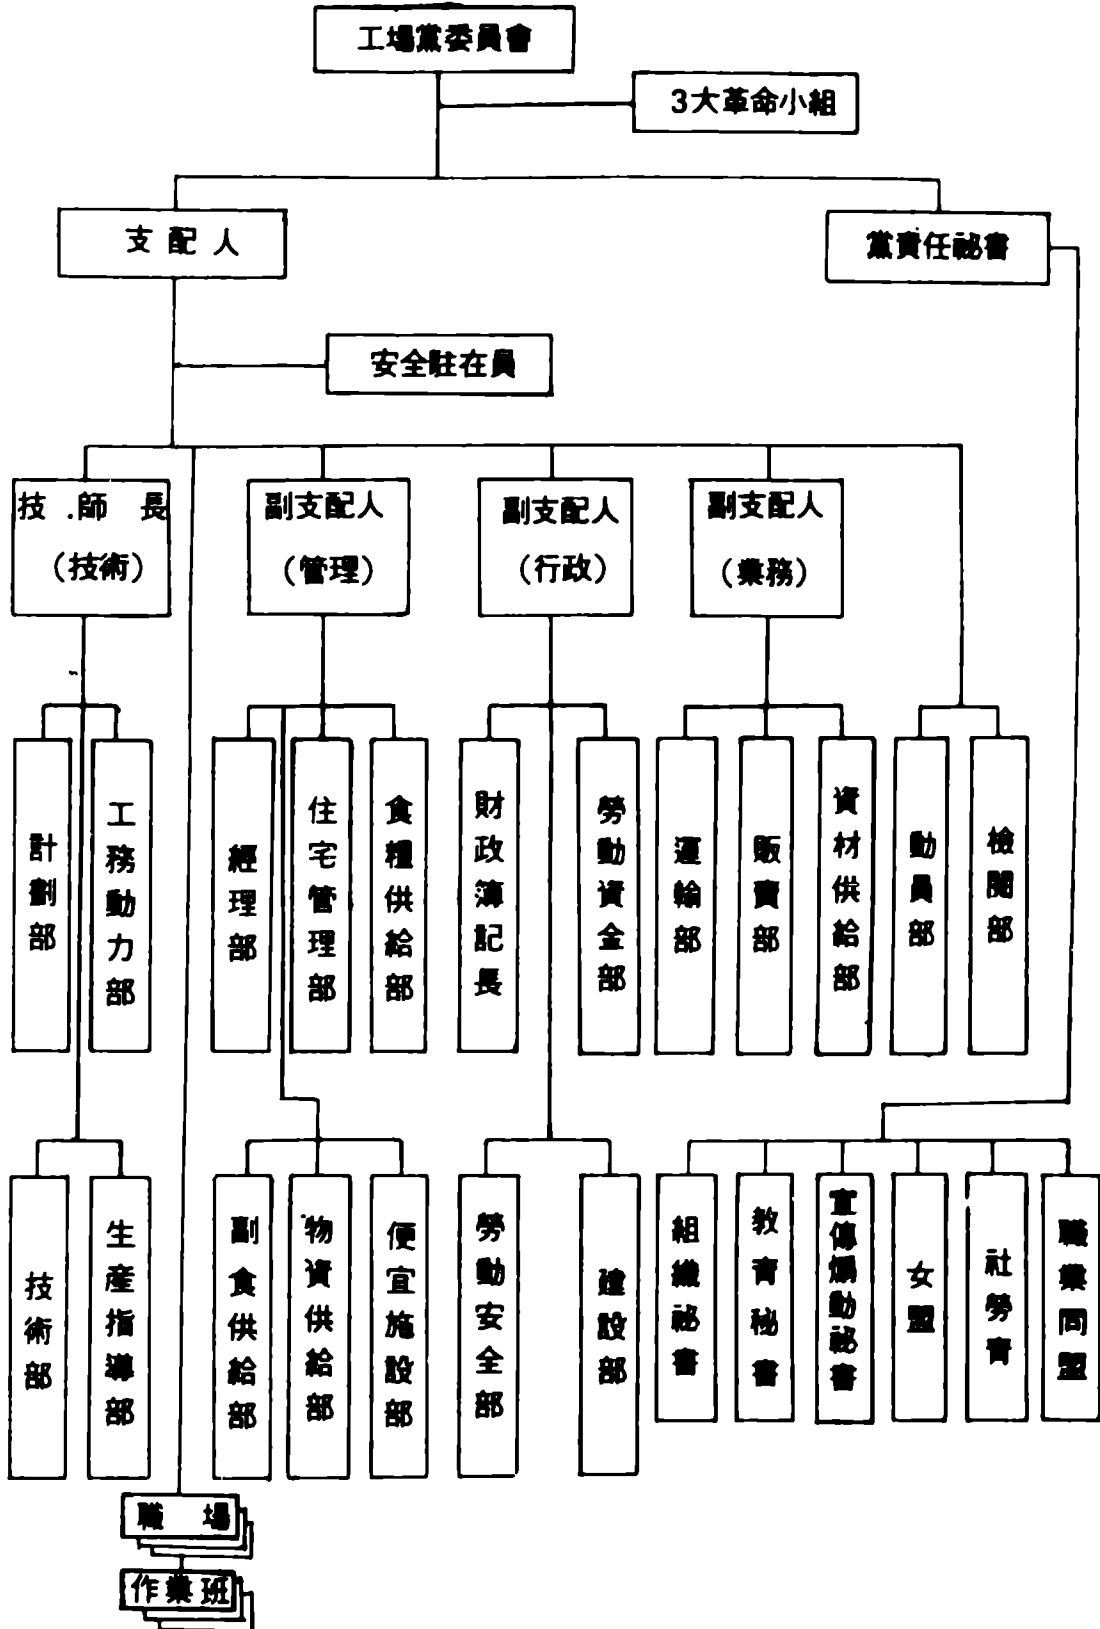 工場黨委員會
3大革命小組
支配人
黨責任祕書
安全駐在員
技師長
(技術)
副支配人
(管理)
副支配人
(行政)
副支配人
(業務)
計劃部
工務動力部
經理部
住宅管理部
食糧供給部
財政簿記長
勞動資金部
運輸部
販賣部
資材供給部
動員部
檢閱部
技術部
生産指導部
副食供給部
物資供給部
便宜施設部
勞動安全部
建設部
組織祕書
教育秘書
宣傳煽動祕書
女盟
社勞靑
職業同盟
職場
作業班